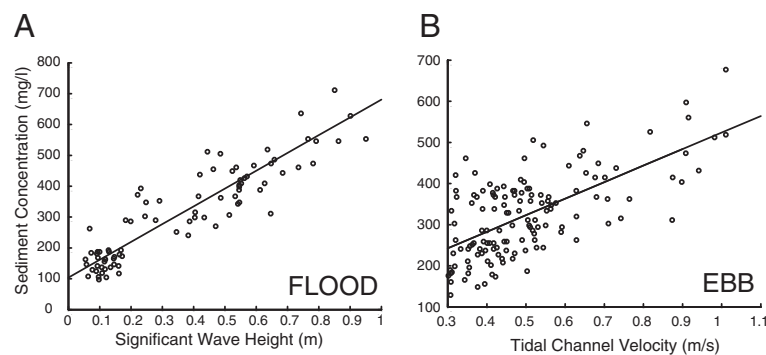 A
B
Sediment Concentration (mg/l)
800
700
600
500
400
300
200
100
0
0 0.1 0.2 0.3 0.4 0.5 0.6 0.7 0.8 0.9 1
Significant Wave Height (m)
FLOOD
700
600
500
400
300
200
100
0.3 0.4 0.5 0.6 0.7 0.8 0.9 1.0 1.1
Tidal Channel Velocity (m/s)
EBB